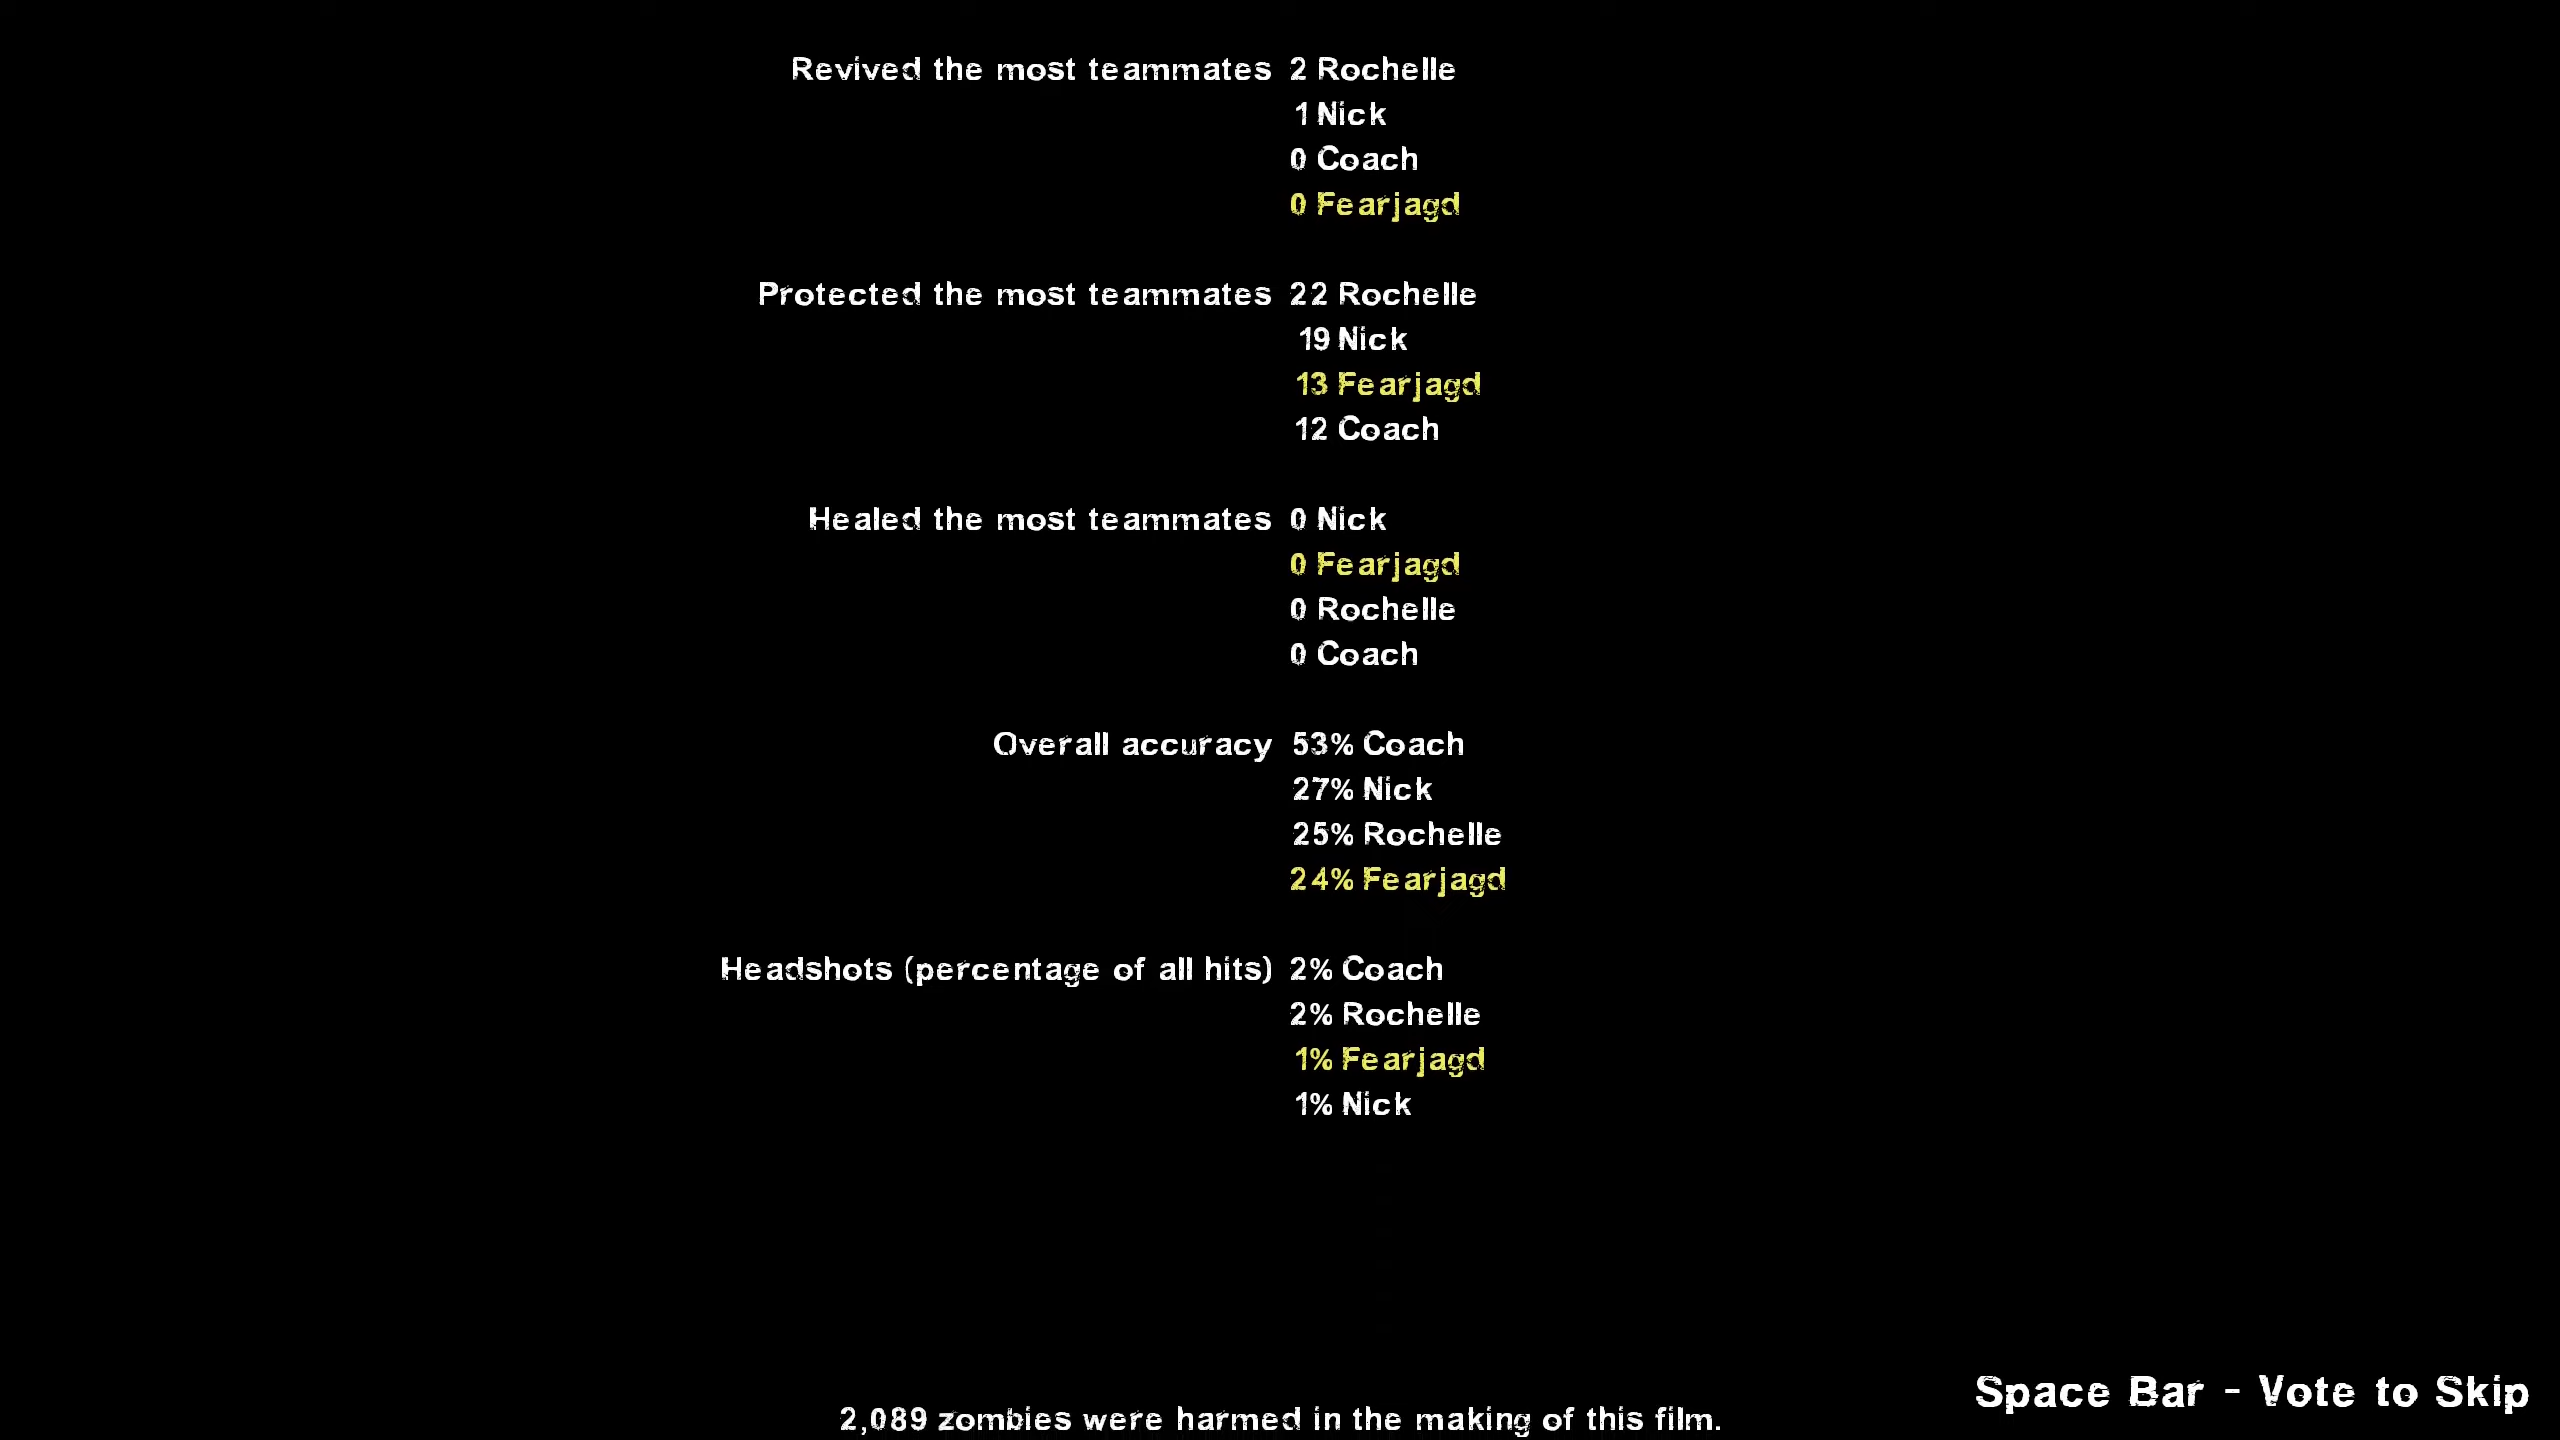 Revived the most teammates 2 Rochelle
1 Nick
0 Coach
0 Fearjagd
Protected the most teammates 22 Rochelle
19 Nick
13 Fearjagd
12 Coach
Healed the most teammates 0 Nick
0 Fearjagd
0 Rochelle
0 Coach
Overall accuracy 53% Coach
27% Nick
25% Rochelle
24% Fearjagd
Headshots (percentage of all hits) 2% Coach
2% Rochelle
1% Fearjagd
1% Nick
Space Bar - Vote to Skip
2,089 zombies were harmed in the making of this film.